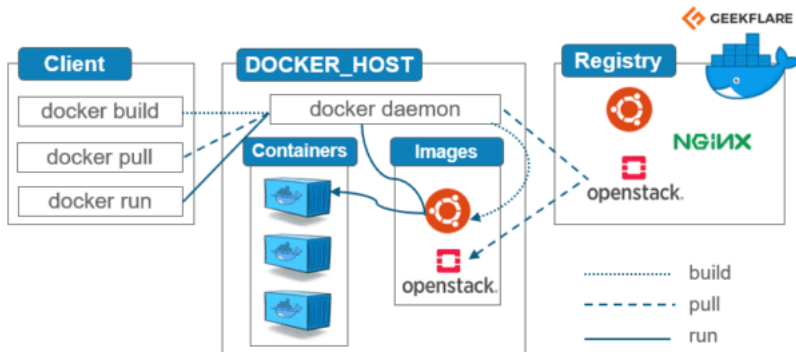 GEEKFLARE
Client
DOCKER_HOST
Registry
docker build
docker daemon
docker pull
docker run
Containers
Images
NGiNX
openstack.
openstack.
build
pull
run